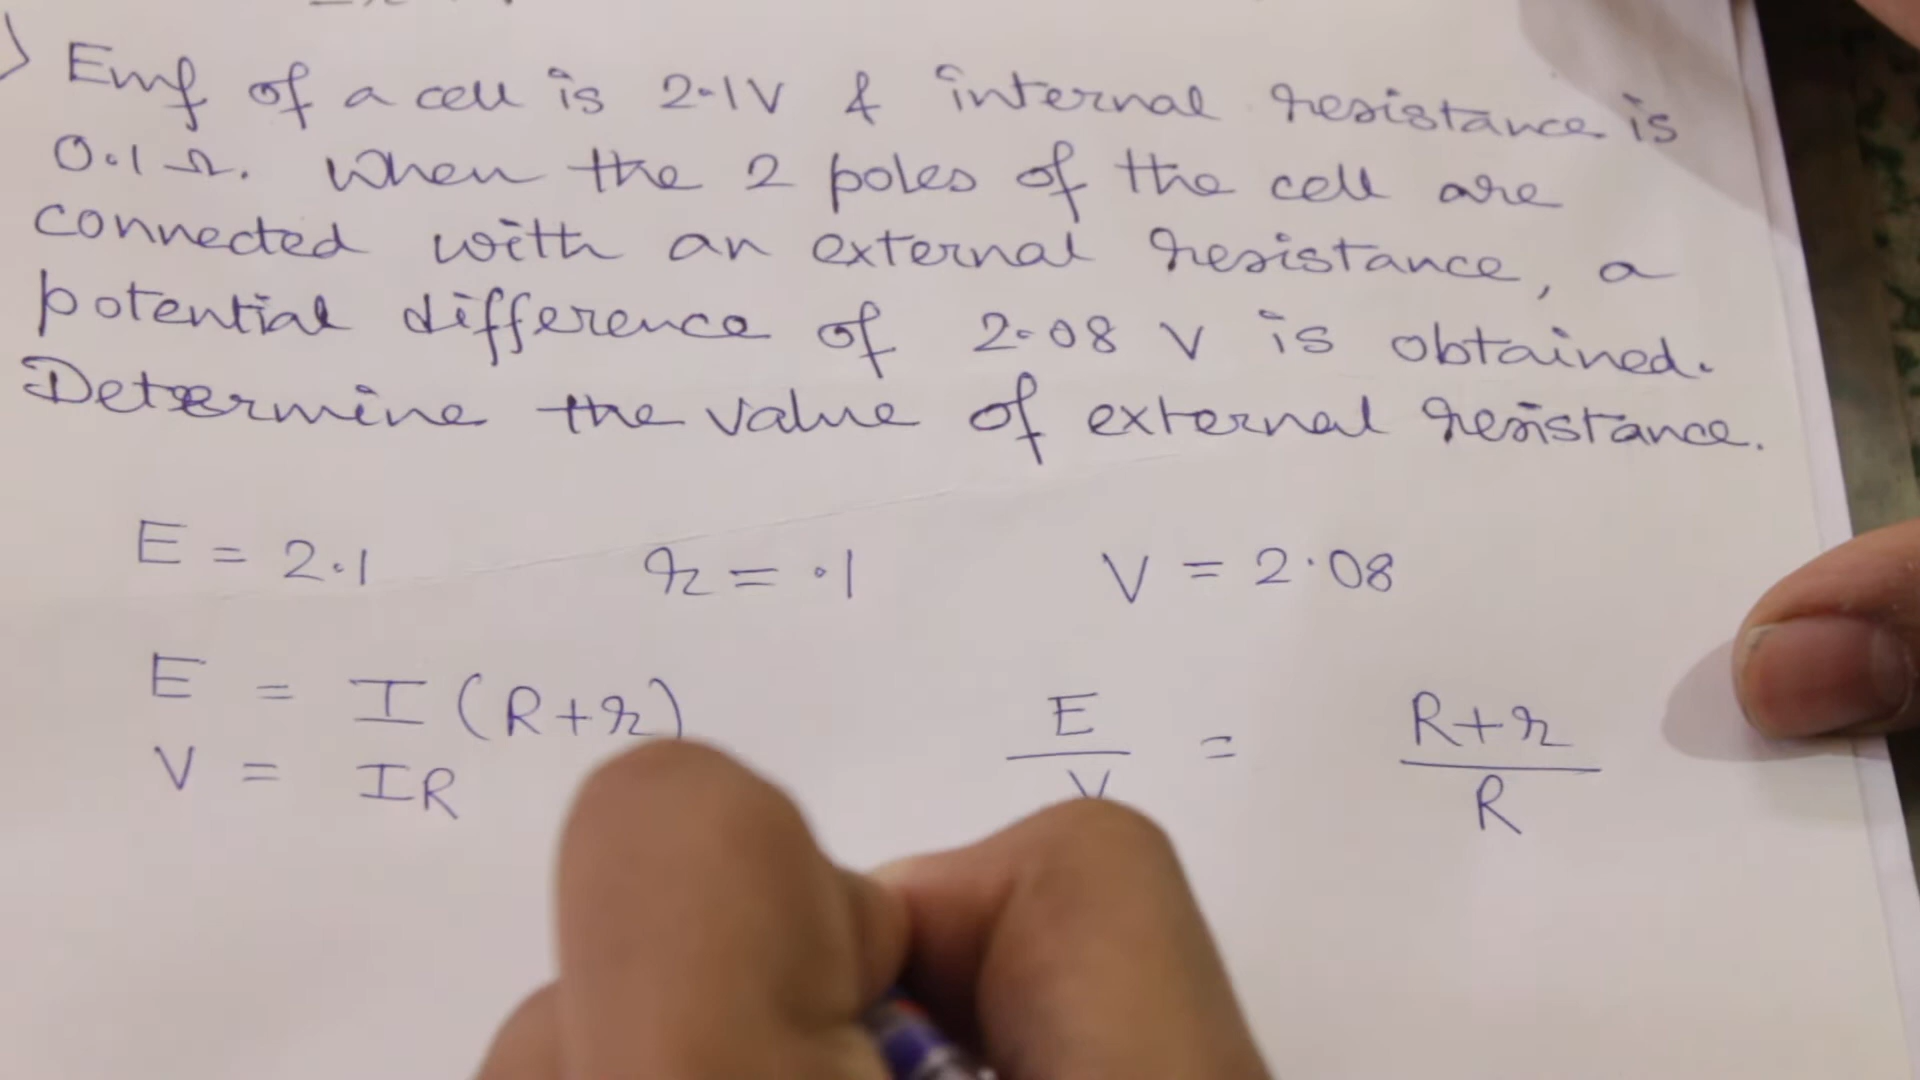 Emf of a cell is 2.1V & internal resistance is
0.1Ω. When the 2 poles of the cell are
connected with an external resistance, a
potential difference of 2.08 V is obtained.
Determine the value of external resistance.
E = 2.1 r = .1 V = 2.08
E = I (R+r)
V = IR
E/V = R+r/R